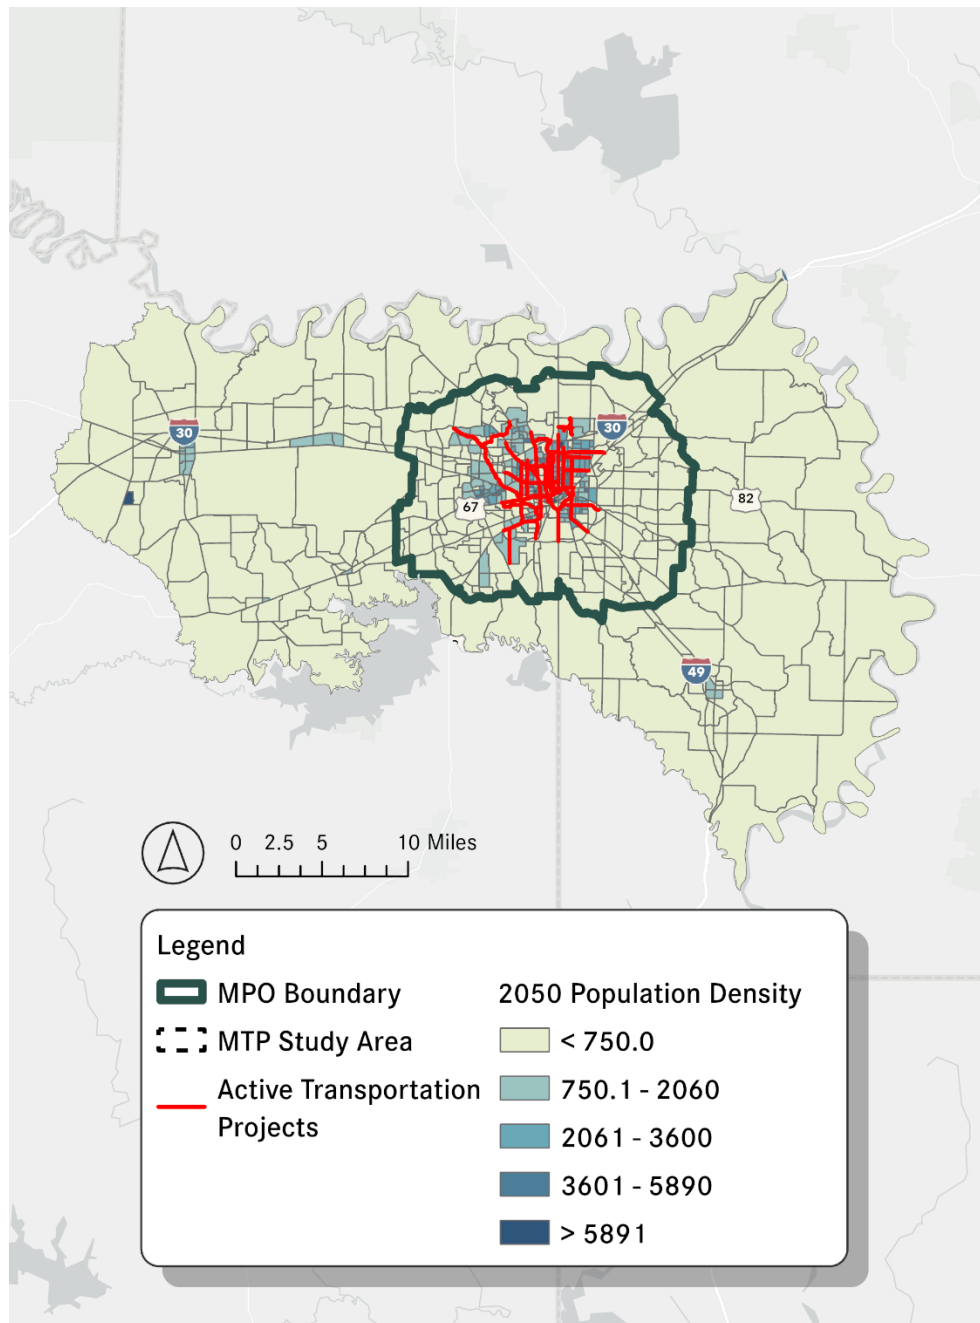 30
30
67
82
49
0 2.5 5 10 Miles
Legend
MPO Boundary
MTP Study Area
Active Transportation
Projects
2050 Population Density
< 750.0
750.1 - 2060
2061 - 3600
3601 - 5890
> 5891